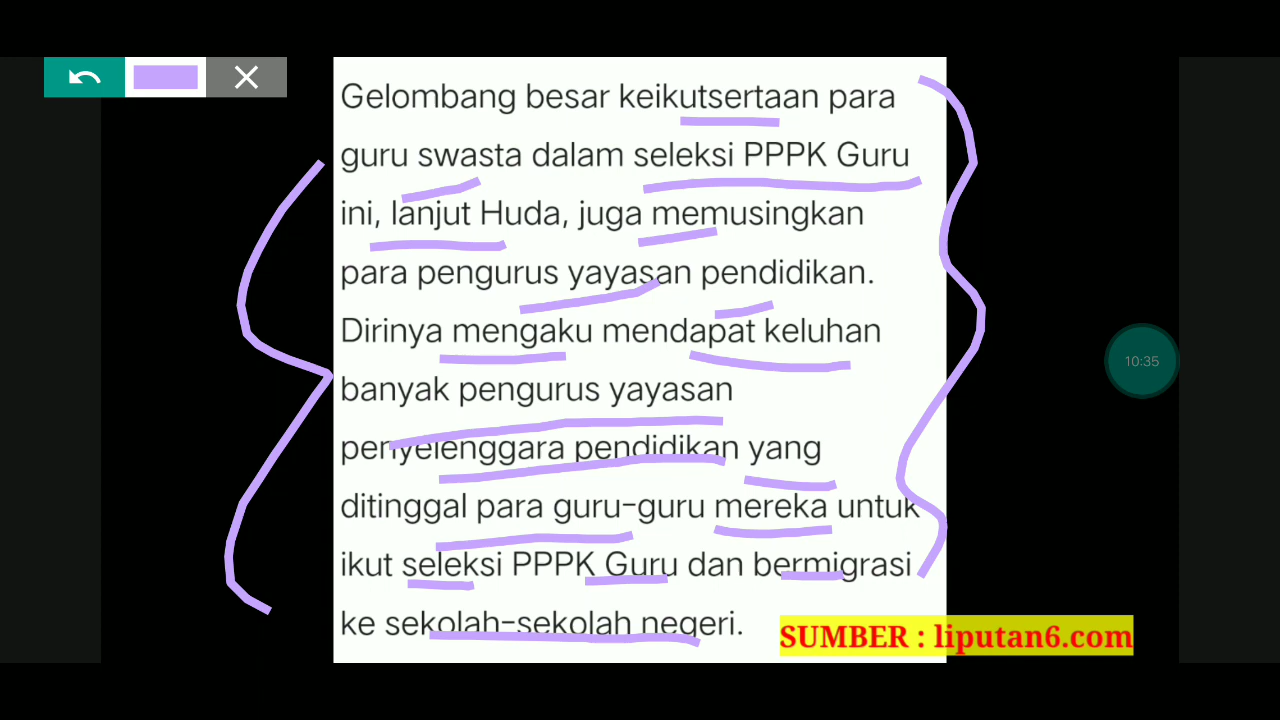 Gelombang besar keikutsertaan para
guru swasta dalam seleksi PPPK Guru
ini, lanjut Huda, juga memusingkan
para pengurus yayasan pendidikan.
Dirinya mengaku mendapat keluhan
banyak pengurus yayasan
penyelenggara pendidikan yang
ditinggal para guru-guru mereka untuk
ikut seleksi PPPK Guru dan bermigrasi
ke sekolah-sekolah negeri.
SUMBER : liputan6.com
10:35